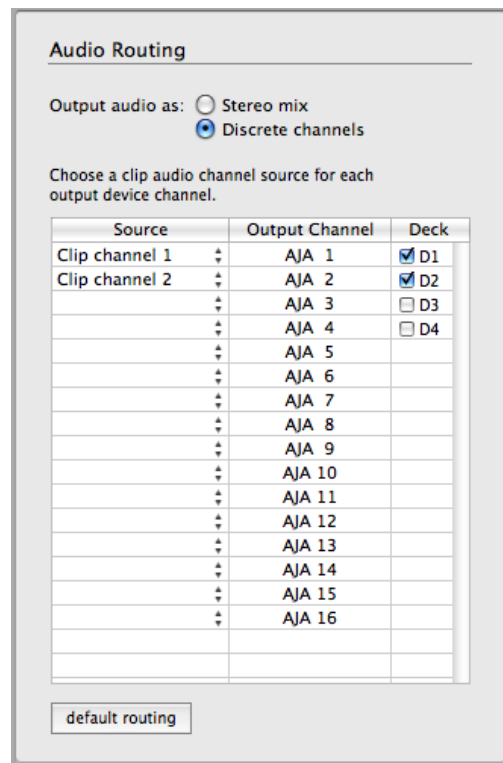 Audio Routing
Output audio as: Stereo mix
Discrete channels
Choose a clip audio channel source for each
output device channel.
Source Output Channel Deck
Clip channel 1 AJA 1 D1
Clip channel 2 AJA 2 D2
AJA 3 D3
AJA 4 D4
AJA 5
AJA 6
AJA 7
AJA 8
AJA 9
AJA 10
AJA 11
AJA 12
AJA 13
AJA 14
AJA 15
AJA 16
default routing